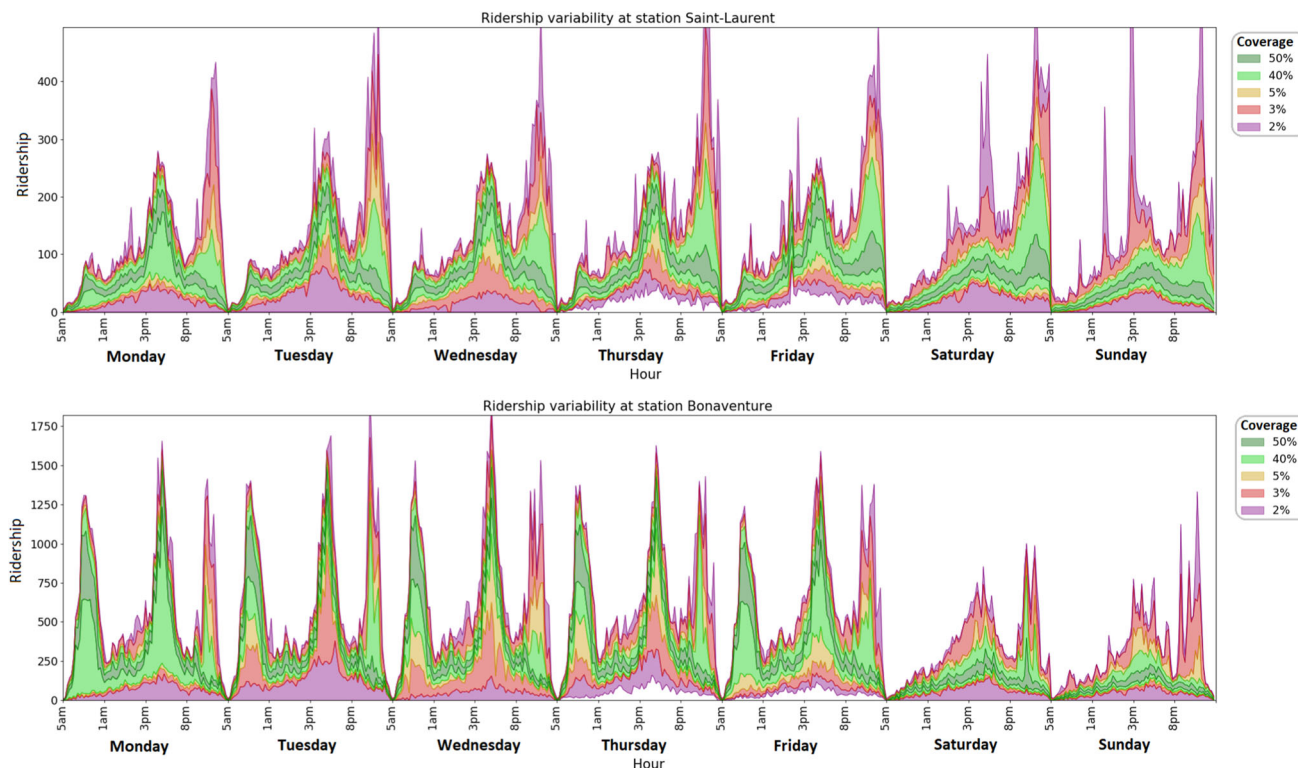 Ridership variability at station Saint-Laurent
Coverage
50%
40%
5%
3%
2%
Ridership
400
300
200
100
0
5am 1am 3pm 8pm 5am 1am 3pm 8pm 5am 1am 3pm 8pm 5am 1am 3pm 8pm 5am 1am 3pm 8pm 5am 1am 3pm 8pm 5am 1am 3pm 8pm
Monday Tuesday Wednesday Thursday Friday Saturday Sunday
Hour
Ridership variability at station Bonaventure
Coverage
50%
40%
5%
3%
2%
Ridership
1750
1500
1250
1000
750
500
250
0
5am 1am 3pm 8pm 5am 1am 3pm 8pm 5am 1am 3pm 8pm 5am 1am 3pm 8pm 5am 1am 3pm 8pm 5am 1am 3pm 8pm 5am 1am 3pm 8pm
Monday Tuesday Wednesday Thursday Friday Saturday Sunday
Hour